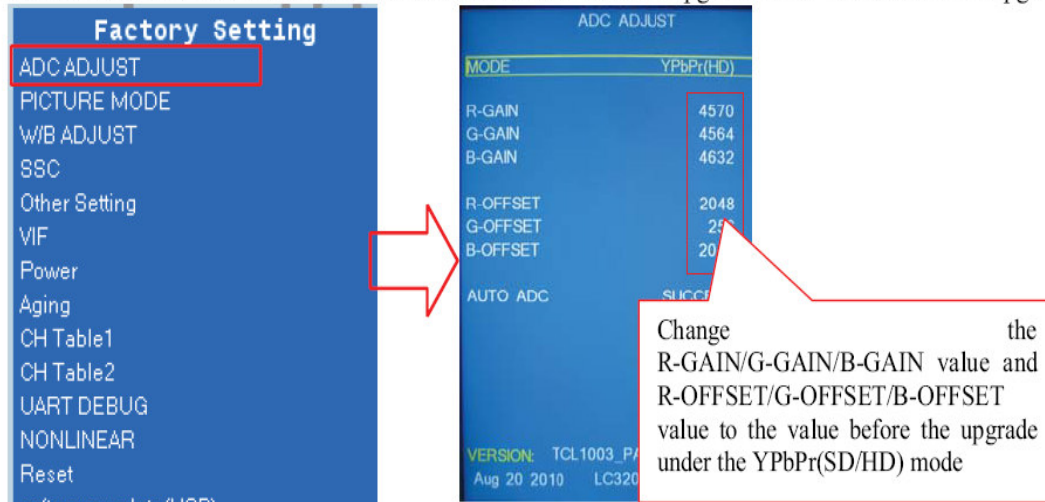 Factory Setting
ADC ADJUST
PICTURE MODE
W/B ADJUST
SSC
Other Setting
VIF
Power
Aging
CH Table1
CH Table2
UART DEBUG
NONLINEAR
Reset
ADC ADJUST
MODE YPbPr(HD)
R-GAIN 4570
G-GAIN 4564
B-GAIN 4632
R-OFFSET 2048
G-OFFSET
B-OFFSET
AUTO ADC
VERSION:
Aug 20 2010
Change the
R-GAIN/G-GAIN/B-GAIN value and
R-OFFSET/G-OFFSET/B-OFFSET
value to the value before the upgrade
under the YPbPr(SD/HD) mode